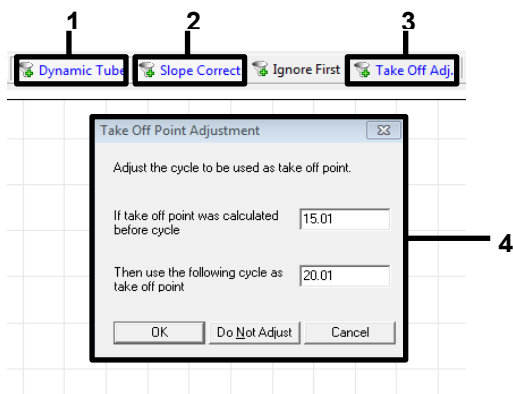 1 2 3
Dynamic Tube Slope Correct Ignore First Take Off Adj.
Take Off Point Adjustment
Adjust the cycle to be used as take off point.
If take off point was calculated
before cycle
15.01
4
Then use the following cycle as
take off point
20.01
OK Do Not Adjust Cancel